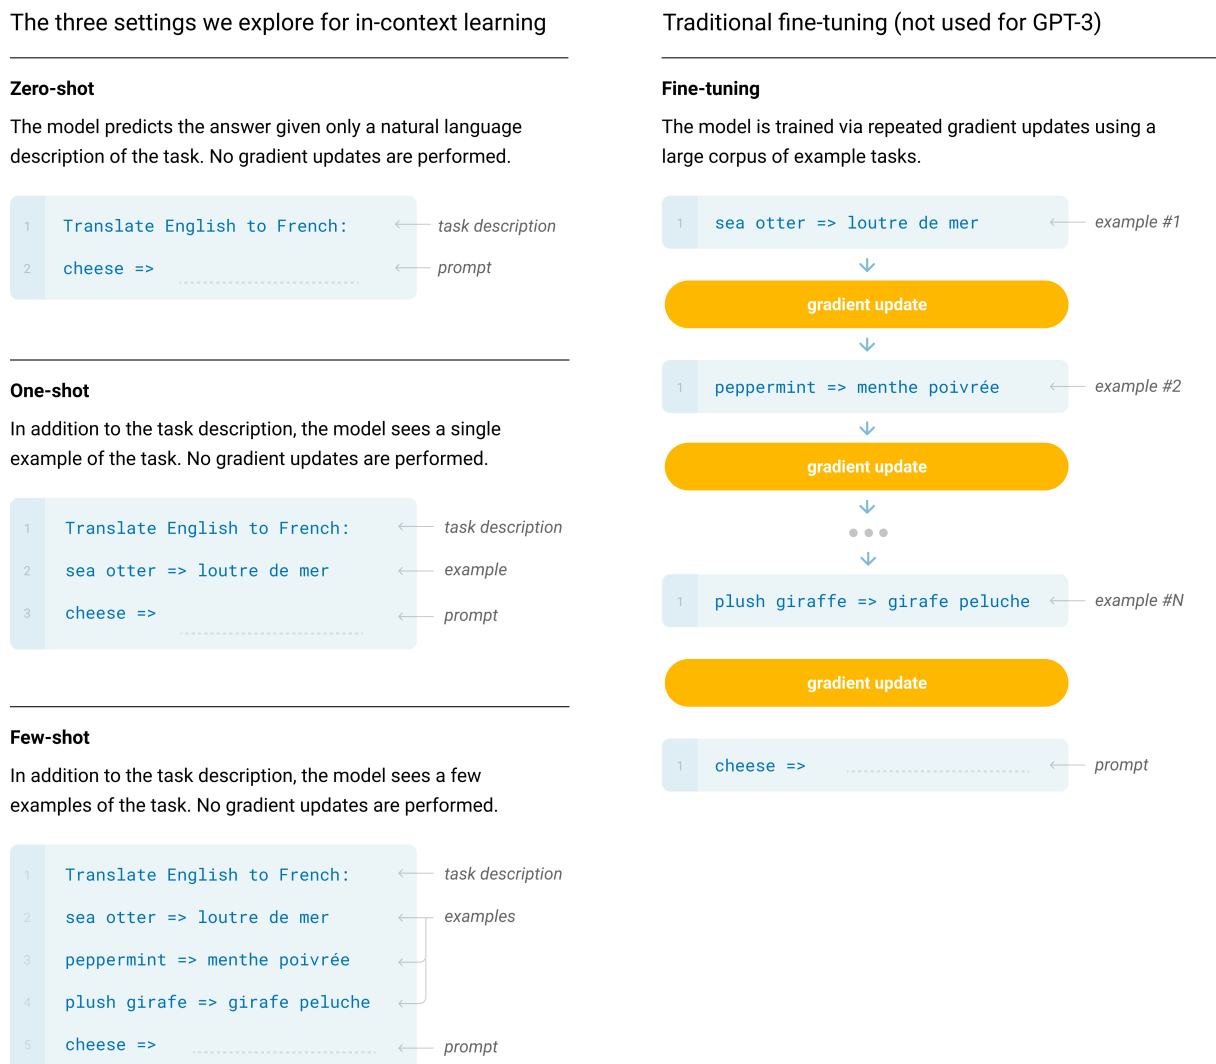 The three settings we explore for in-context learning
Zero-shot
The model predicts the answer given only a natural language
description of the task. No gradient updates are performed.
1 Translate English to French: task description
2 cheese => prompt
One-shot
In addition to the task description, the model sees a single
example of the task. No gradient updates are performed.
1 Translate English to French: task description
2 sea otter => loutre de mer example
3 cheese => prompt
Few-shot
In addition to the task description, the model sees a few
examples of the task. No gradient updates are performed.
1 Translate English to French: task description
2 sea otter => loutre de mer examples
3 peppermint => menthe poivrée
4 plush girafe => girafe peluche
5 cheese => prompt
Traditional fine-tuning (not used for GPT-3)
Fine-tuning
The model is trained via repeated gradient updates using a
large corpus of example tasks.
1 sea otter => loutre de mer example #1
gradient update
1 peppermint => menthe poivrée example #2
gradient update
1 plush giraffe => girafe peluche example #N
gradient update
1 cheese => prompt